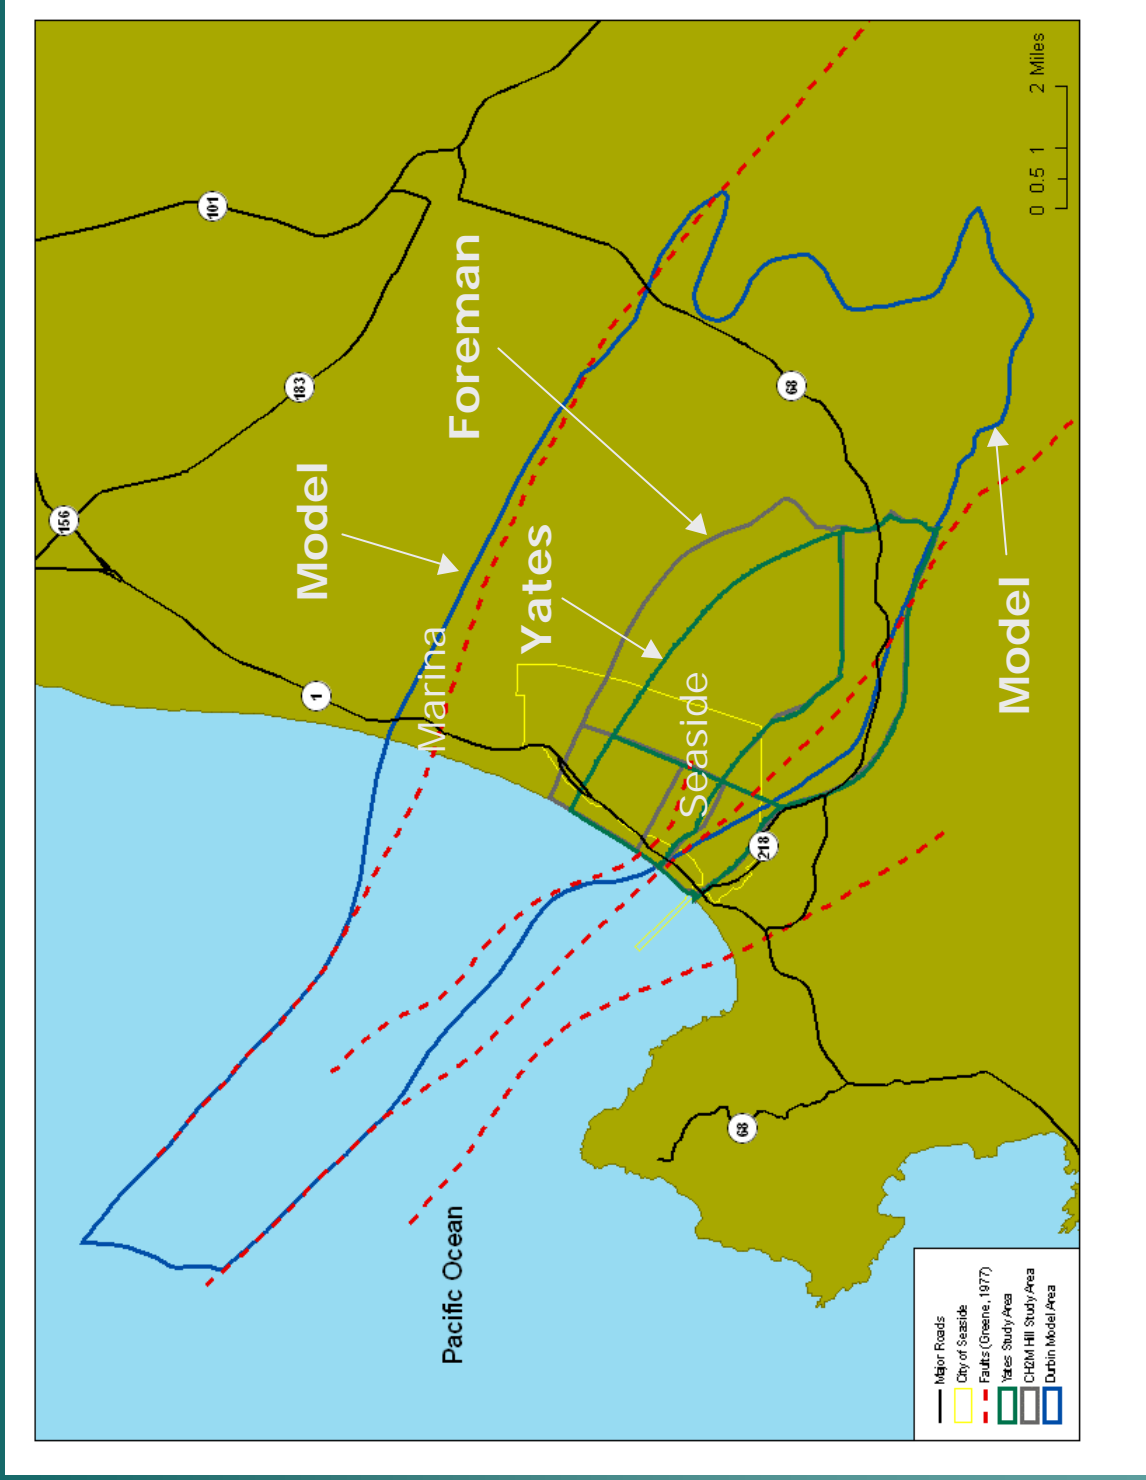 156
101
183
1
Model
Foreman
Marina
Yates
Seaside
68
218
Model
68
Pacific Ocean
0 0.5 1 2 Miles
Major Roads
City of Seaside
Faults (Greene, 1977)
Yates Study Area
CH2M Hill Study Area
Durbin Model Area